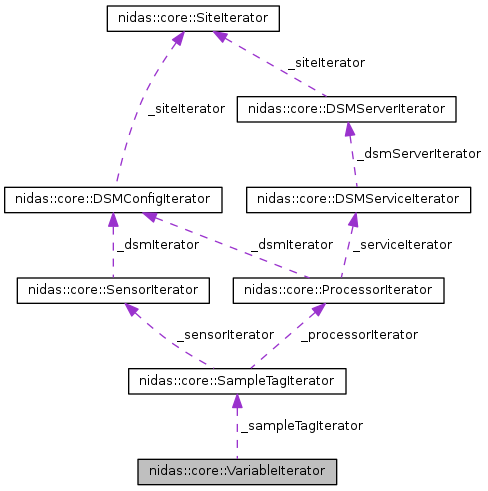 nidas::core::SiteIterator
_siteIterator
nidas::core::DSMServerIterator
_siteIterator
_dsmServerIterator
nidas::core::DSMConfigIterator
nidas::core::DSMServiceIterator
_dsmIterator
_dsmIterator
_serviceIterator
nidas::core::SensorIterator
nidas::core::ProcessorIterator
_sensorIterator
_processorIterator
nidas::core::SampleTagIterator
_sampleTagIterator
nidas::core::VariableIterator